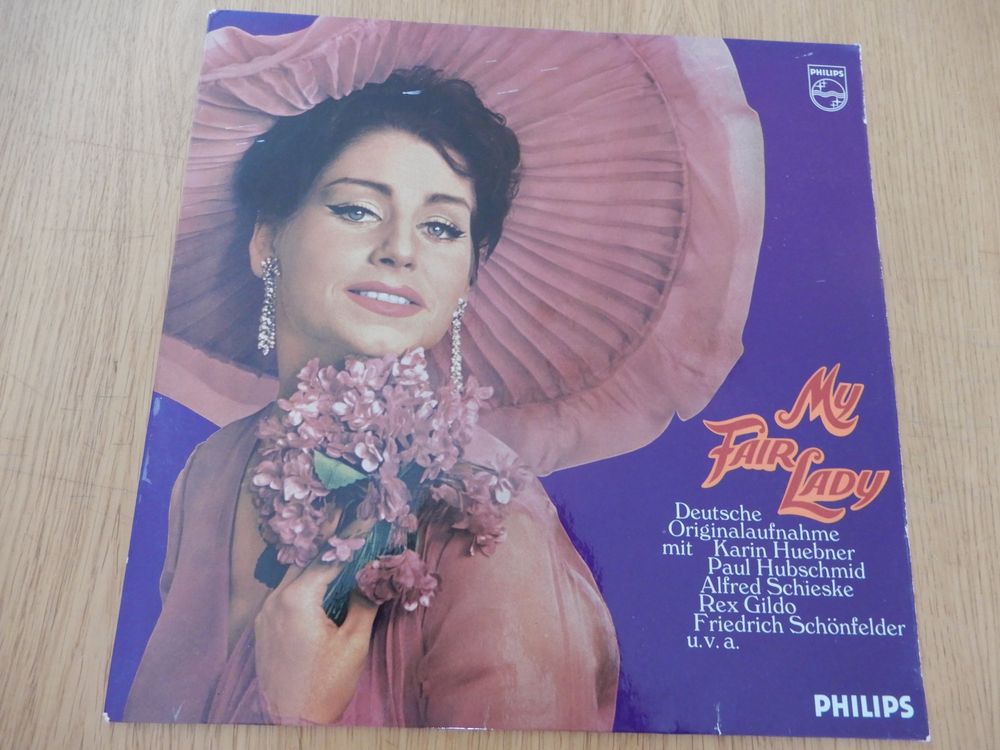 PHILIPS
My
Fair Lady
Deutsche
Originalaufnahme
mit Karin Huebner
Paul Hubschmid
Alfred Schieske
Rex Gildo
Friedrich Schönfelder
u.v.a.
PHILIPS